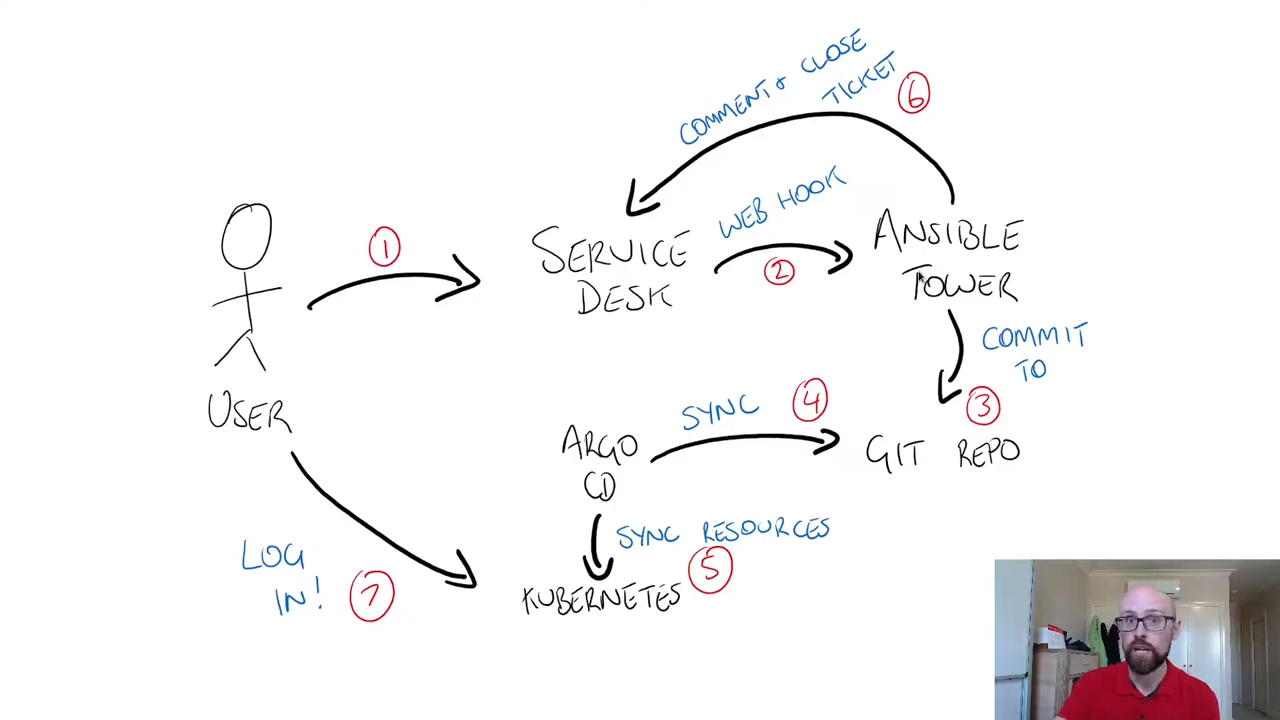 COMMENT & CLOSE
TICKET
6
WEB HOOK
1
SERVICE
DESK
2
ANSIBLE
TOWER
COMMIT
TO
3
USER
SYNC
4
ARGO
CD
GIT REPO
SYNC RESOURCES
5
LOG
IN!
7
KUBERNETES